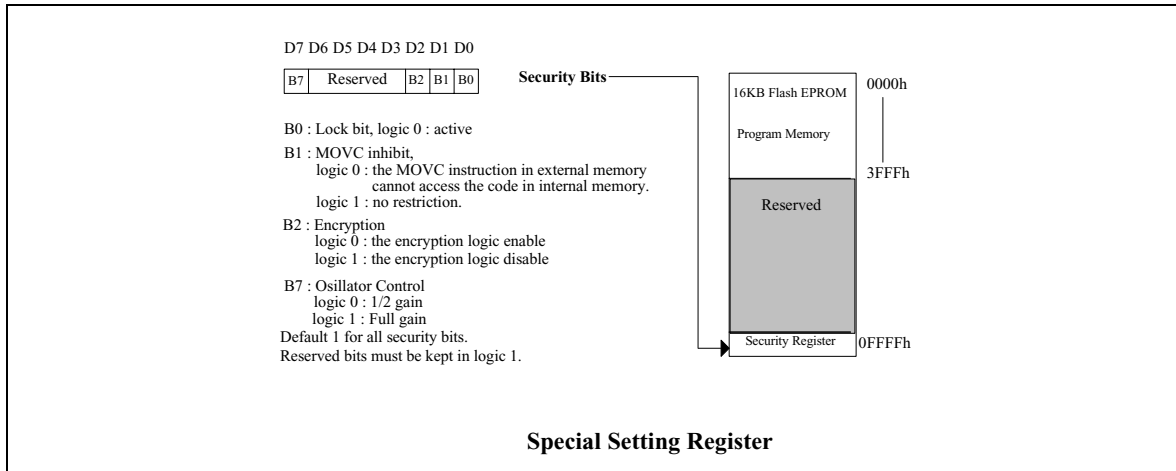 D7 D6 D5 D4 D3 D2 D1 D0
B7 Reserved B2 B1 B0
Security Bits
B0 : Lock bit, logic 0 : active
B1 : MOVC inhibit,
logic 0 : the MOVC instruction in external memory
cannot access the code in internal memory.
logic 1 : no restriction.
B2 : Encryption
logic 0 : the encryption logic enable
logic 1 : the encryption logic disable
B7 : Osillator Control
logic 0 : 1/2 gain
logic 1 : Full gain
Default 1 for all security bits.
Reserved bits must be kept in logic 1.
16KB Flash EPROM
0000h
Program Memory
3FFFh
Reserved
Security Register
0FFFFh
Special Setting Register